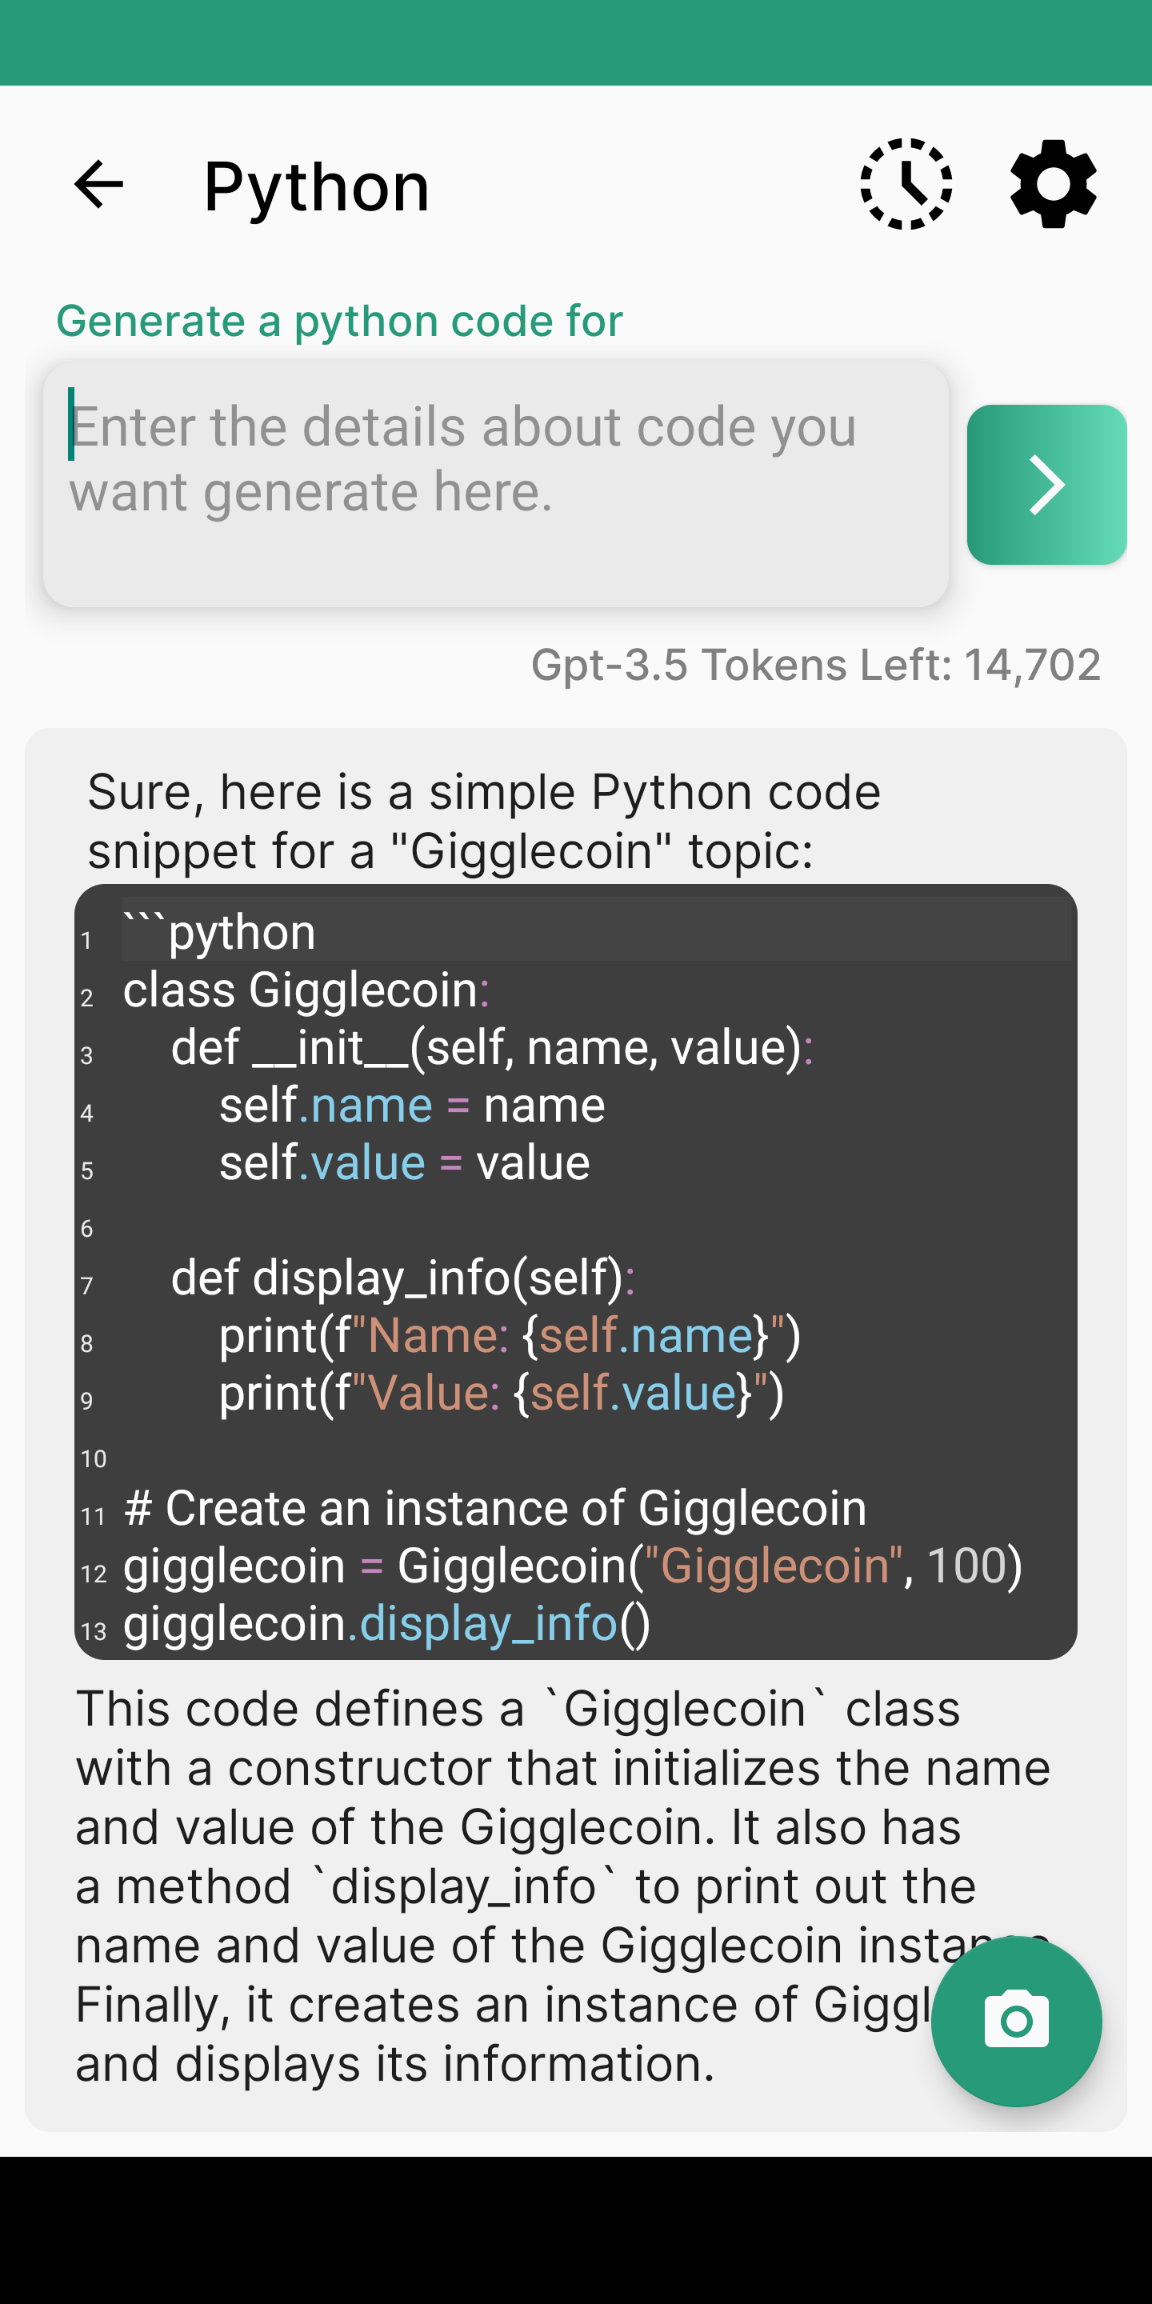 Python
Generate a python code for
Enter the details about code you
want generate here.
Gpt-3.5 Tokens Left: 14,702
Sure, here is a simple Python code
snippet for a "Gigglecoin" topic:
1 ```python
2 class Gigglecoin:
3     def __init__(self, name, value):
4         self.name = name
5         self.value = value
6
7     def display_info(self):
8         print(f"Name: {self.name}")
9         print(f"Value: {self.value}")
10
11 # Create an instance of Gigglecoin
12 gigglecoin = Gigglecoin("Gigglecoin", 100)
13 gigglecoin.display_info()
This code defines a `Gigglecoin` class
with a constructor that initializes the name
and value of the Gigglecoin. It also has
a method `display_info` to print out the
name and value of the Gigglecoin
Finally, it creates an instance of
and displays its information.